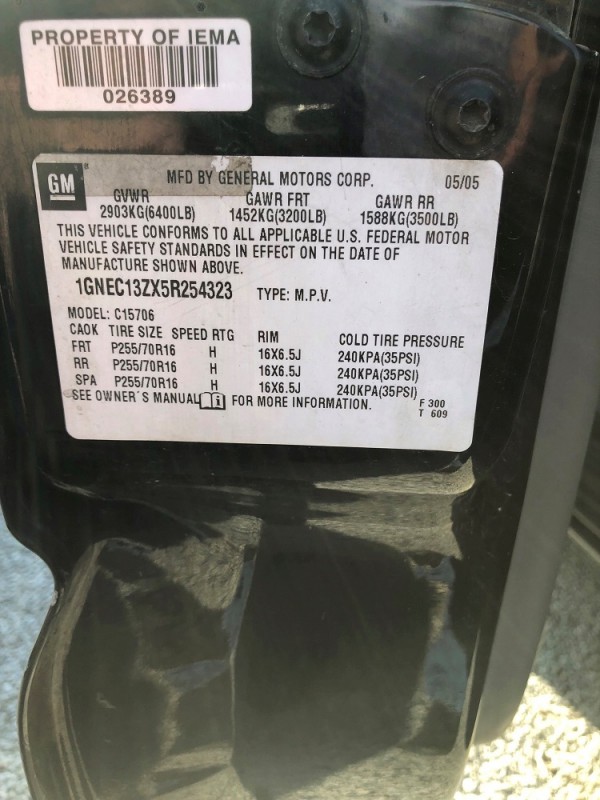 PROPERTY OF IEMA
026389
GM
MFD BY GENERAL MOTORS CORP. 05/05
GVWR GAWR FRT GAWR RR
2903KG(6400LB) 1452KG(3200LB) 1588KG(3500LB)
THIS VEHICLE CONFORMS TO ALL APPLICABLE U.S. FEDERAL MOTOR
VEHICLE SAFETY STANDARDS IN EFFECT ON THE DATE OF
MANUFACTURE SHOWN ABOVE.
1GNEC13ZX5R254323 TYPE: M.P.V.
MODEL: C15706
CAOK TIRE SIZE SPEED RTG RIM COLD TIRE PRESSURE
FRT P255/70R16 H 16X6.5J 240KPA(35PSI)
RR P255/70R16 H 16X6.5J 240KPA(35PSI)
SPA P255/70R16 H 16X6.5J 240KPA(35PSI)
SEE OWNER'S MANUAL FOR MORE INFORMATION. F 300
T 609